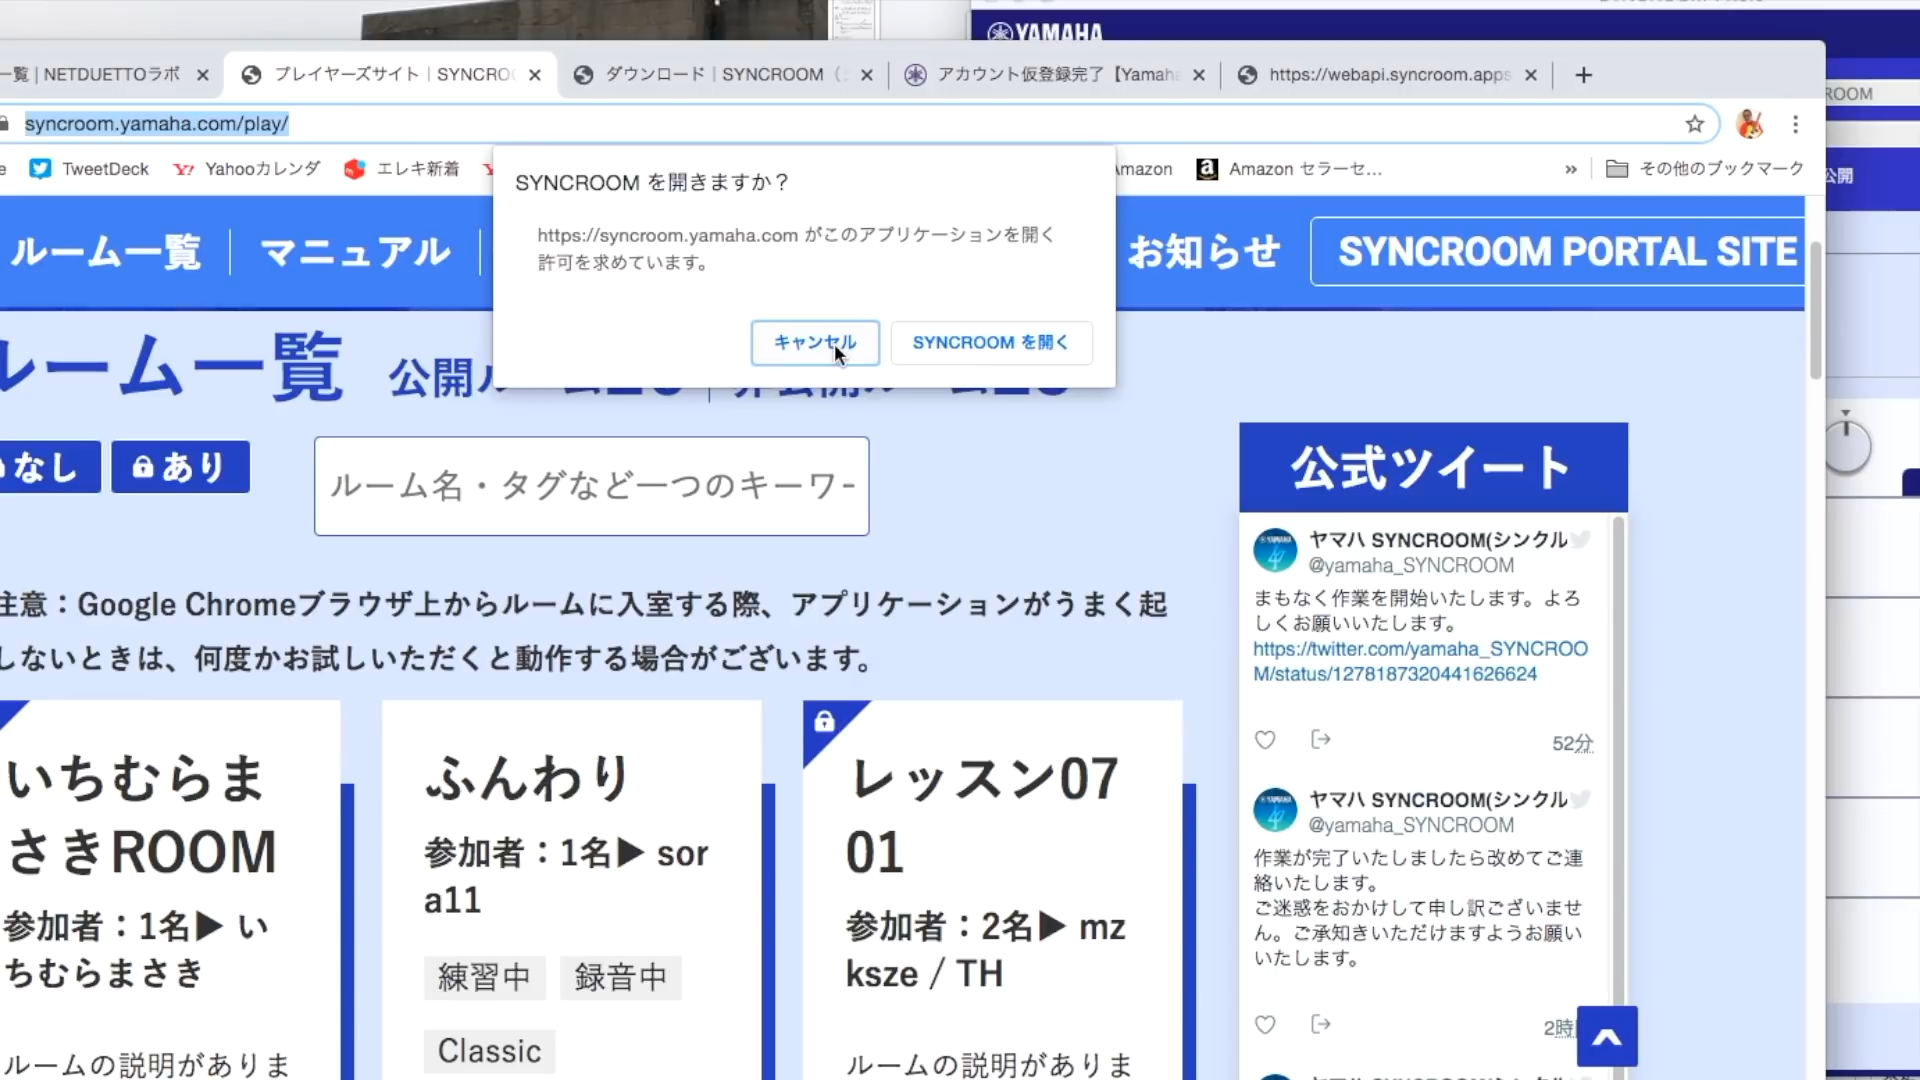 YAMAHA
一覧 | NETDUETTOラボ
プレイヤーズサイト | SYNCRO
ダウンロード | SYNCROOM（
アカウント仮登録完了【Yamaha
https://webapi.syncroom.apps
ROOM
syncroom.yamaha.com/play/
e
TweetDeck
Yahooカレンダ
エレキ新着
Amazon
Amazon セラーセ...
»
その他のブックマーク
公開
SYNCROOM を開きますか？
https://syncroom.yamaha.com がこのアプリケーションを開く
許可を求めています。
キャンセル
SYNCROOM を開く
ルーム一覧
マニュアル
お知らせ
SYNCROOM PORTAL SITE
ルーム一覧
公開ル
なし
あり
ルーム名・タグなど一つのキーワー
注意：Google Chromeブラウザ上からルームに入室する際、アプリケーションがうまく起
しないときは、何度かお試しいただくと動作する場合がございます。
いちむらま
さきROOM
参加者：1名▶ い
ちむらまさき
ルームの説明がありま
ふんわり
参加者：1名▶ sor
a11
練習中
録音中
Classic
レッスン07
01
参加者：2名▶ mz
ksze / TH
ルームの説明がありま
公式ツイート
ヤマハ SYNCROOM(シンクル
@yamaha_SYNCROOM
まもなく作業を開始いたします。よろ
しくお願いいたします。
https://twitter.com/yamaha_SYNCROO
M/status/1278187320441626624
52分
ヤマハ SYNCROOM(シンクル
@yamaha_SYNCROOM
作業が完了いたしましたら改めてご連
絡いたします。
ご迷惑をおかけして申し訳ございませ
ん。ご承知きいただけますようお願い
いたします。
2時